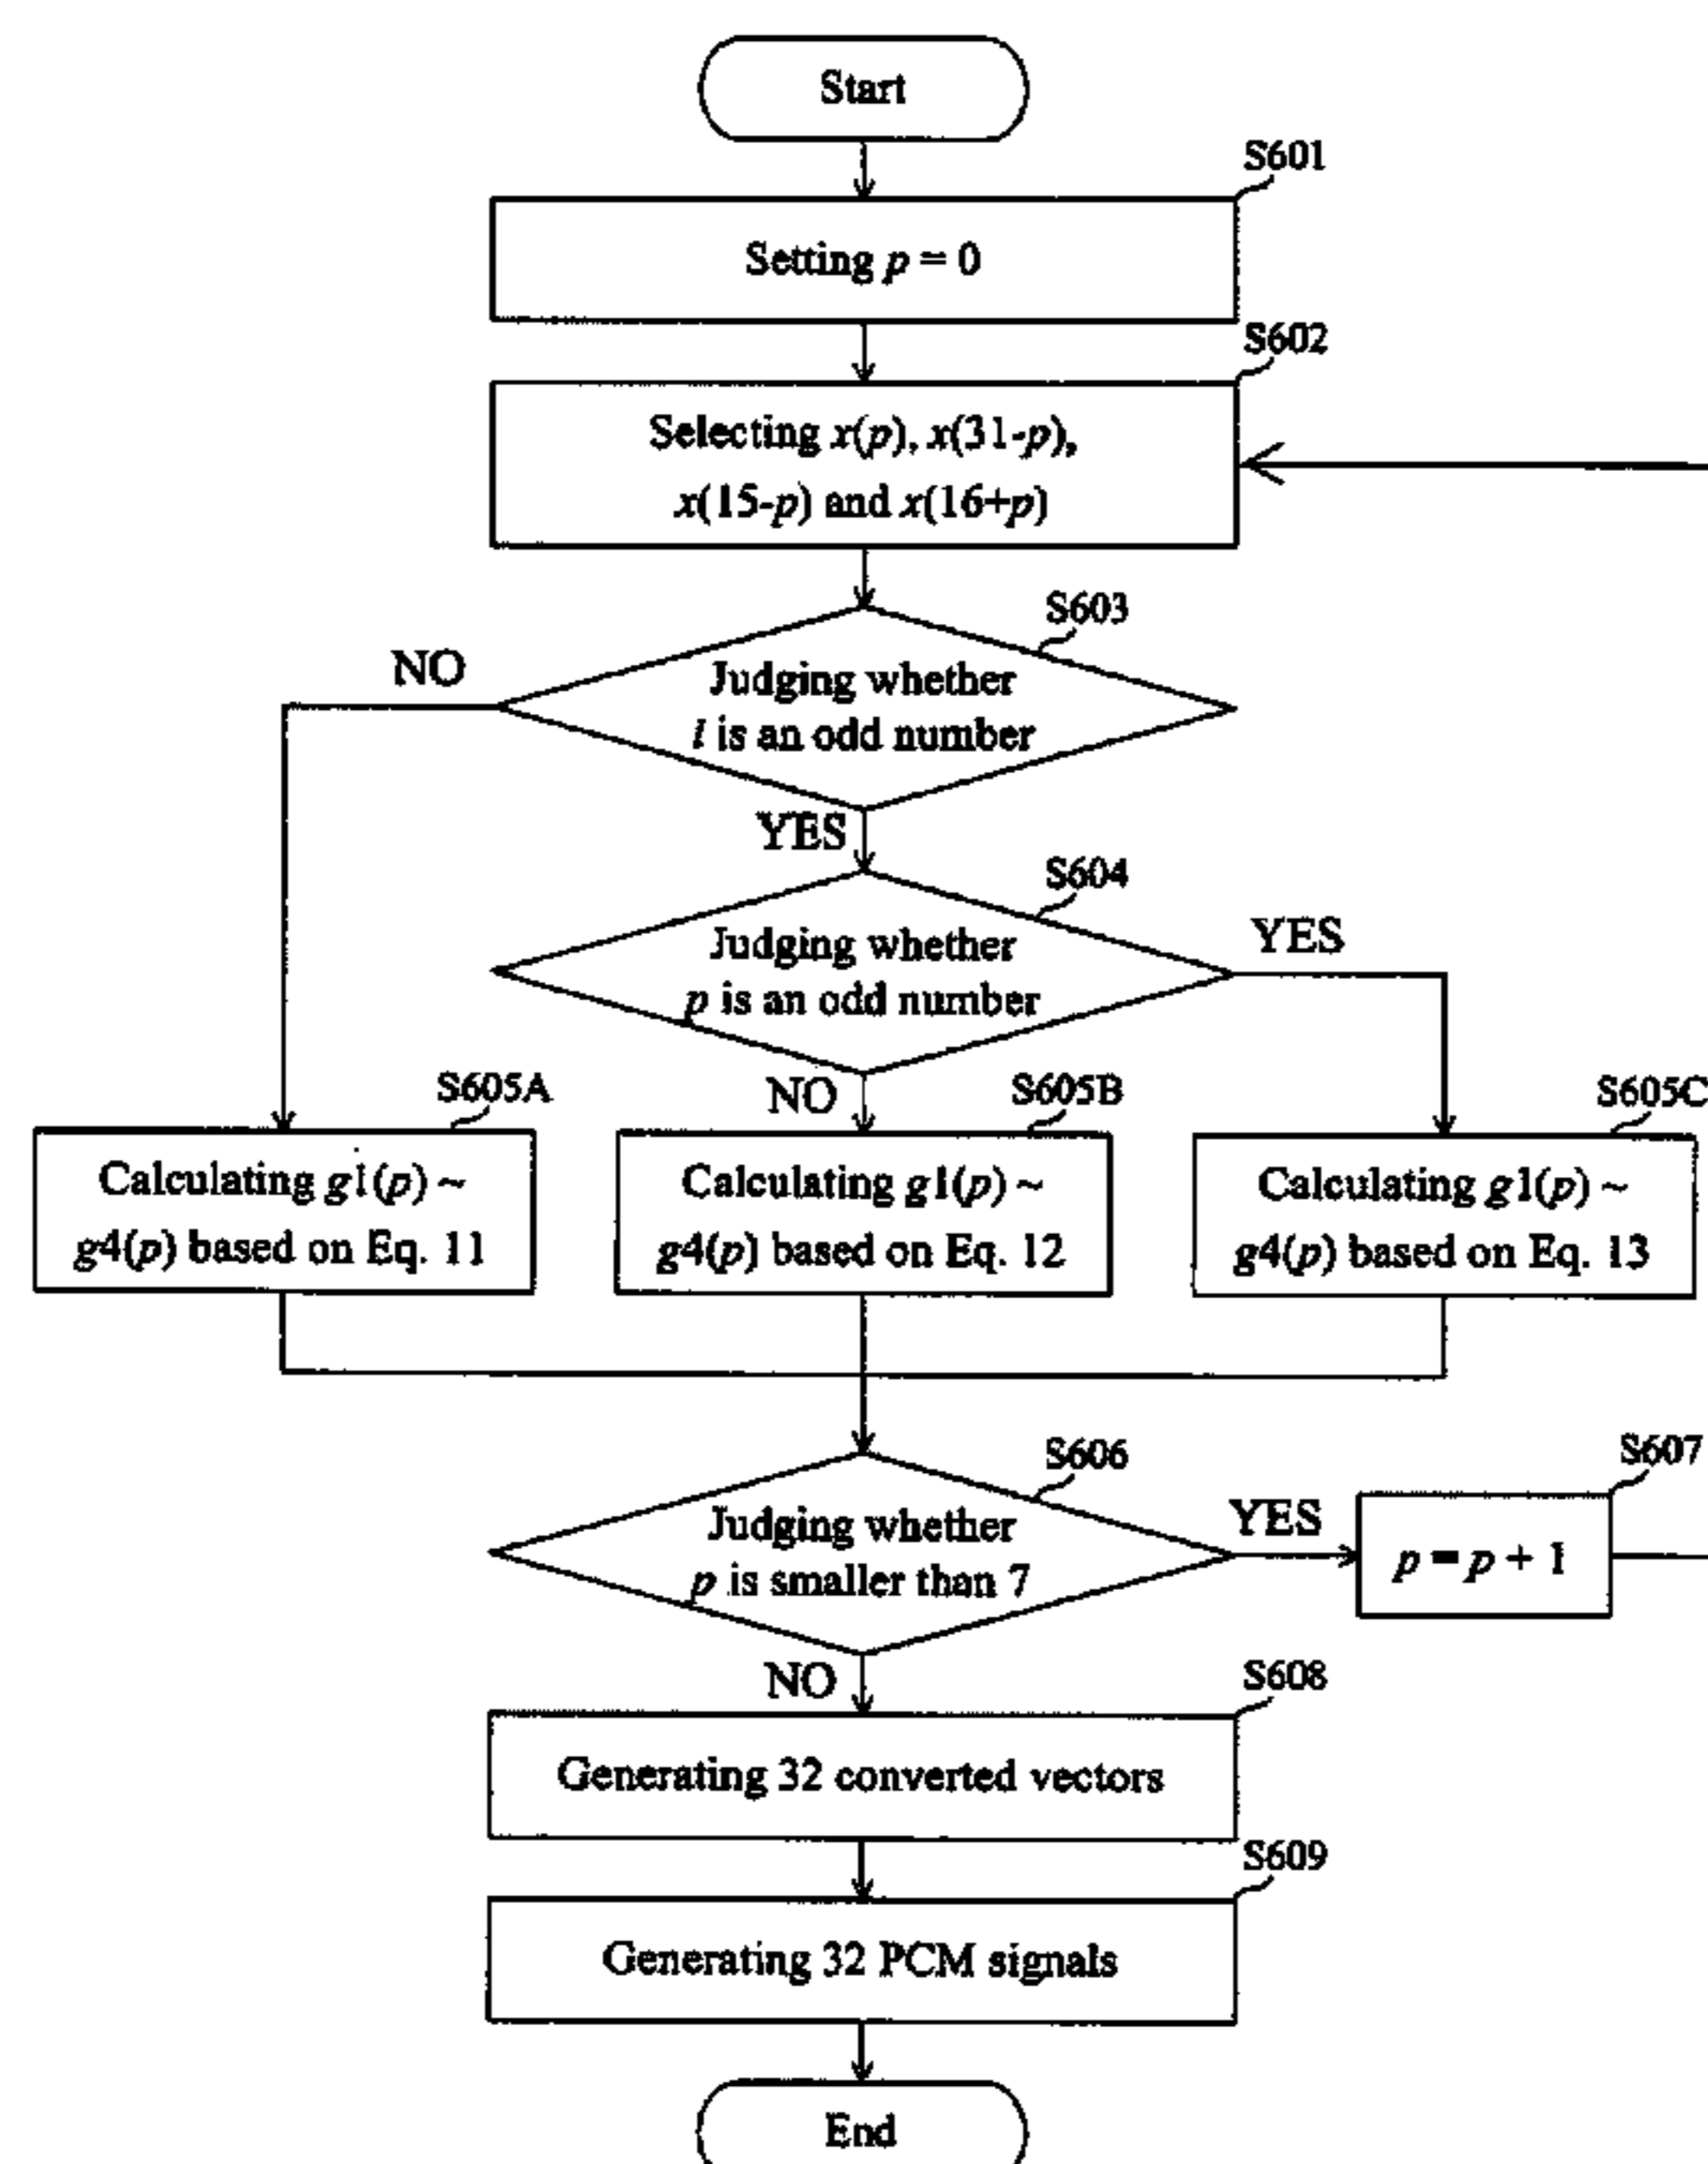 Start
S601
Setting p = 0
S602
Selecting x(p), x(31-p),
x(15-p) and x(16+p)
S603
NO
Judging whether
i is an odd number
YES
S604
Judging whether
p is an odd number
YES
NO
S605A
S605B
S605C
Calculating g1(p) ~
g4(p) based on Eq. 11
Calculating g1(p) ~
g4(p) based on Eq. 12
Calculating g1(p) ~
g4(p) based on Eq. 13
S606
Judging whether
p is smaller than 7
YES
S607
p = p + 1
NO
S608
Generating 32 converted vectors
S609
Generating 32 PCM signals
End